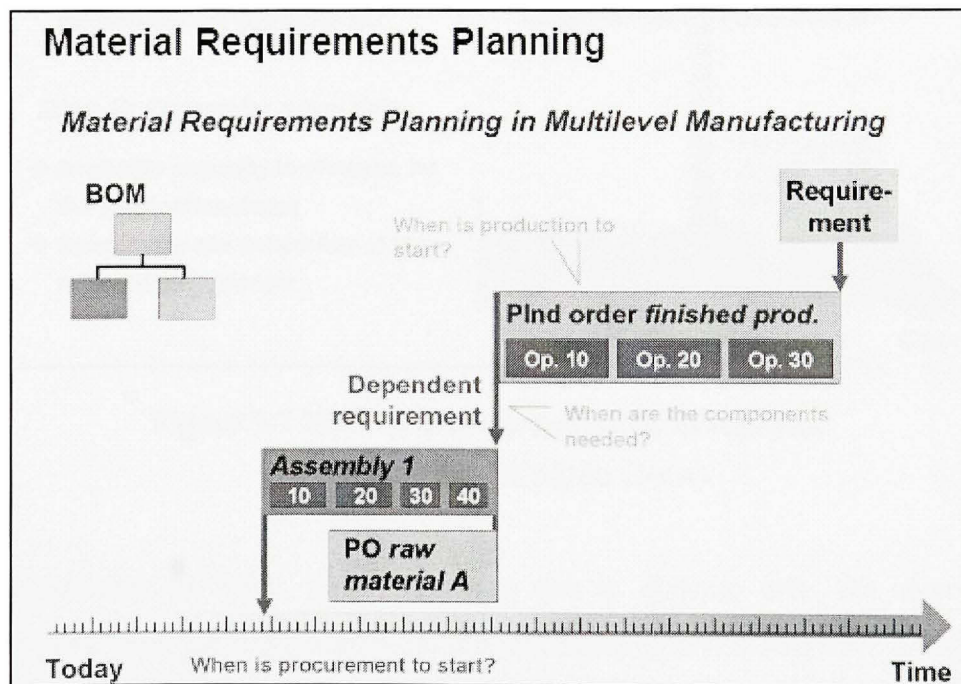 Material Requirements Planning
Material Requirements Planning in Multilevel Manufacturing
BOM
Require-
ment
When is production to
start?
Plnd order finished prod.
Op. 10 Op. 20 Op. 30
Dependent
requirement
When are the components
needed?
Assembly 1
10 20 30 40
PO raw
material A
Today
When is procurement to start?
Time